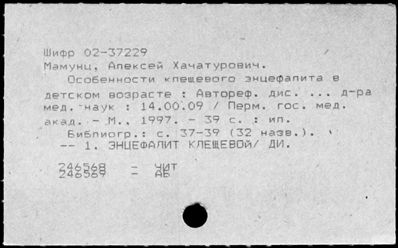 Шифр 02-37229
Мамунц, Алексей Хачатурович.
Особенности клещевого энцефалита в
детском возрасте : Автореф. дис. ... д-ра
мед. наук : 14.00.09 / Перм. гос. мед.
акад. - М., 1997. - 39 с. : ил.
Библиогр.: с. 37-39 (32 назв.).
-- 1. ЭНЦЕФАЛИТ КЛЕЩЕВОЙ/ ДИ.
246568 - ЧИТ
246569 - АБ